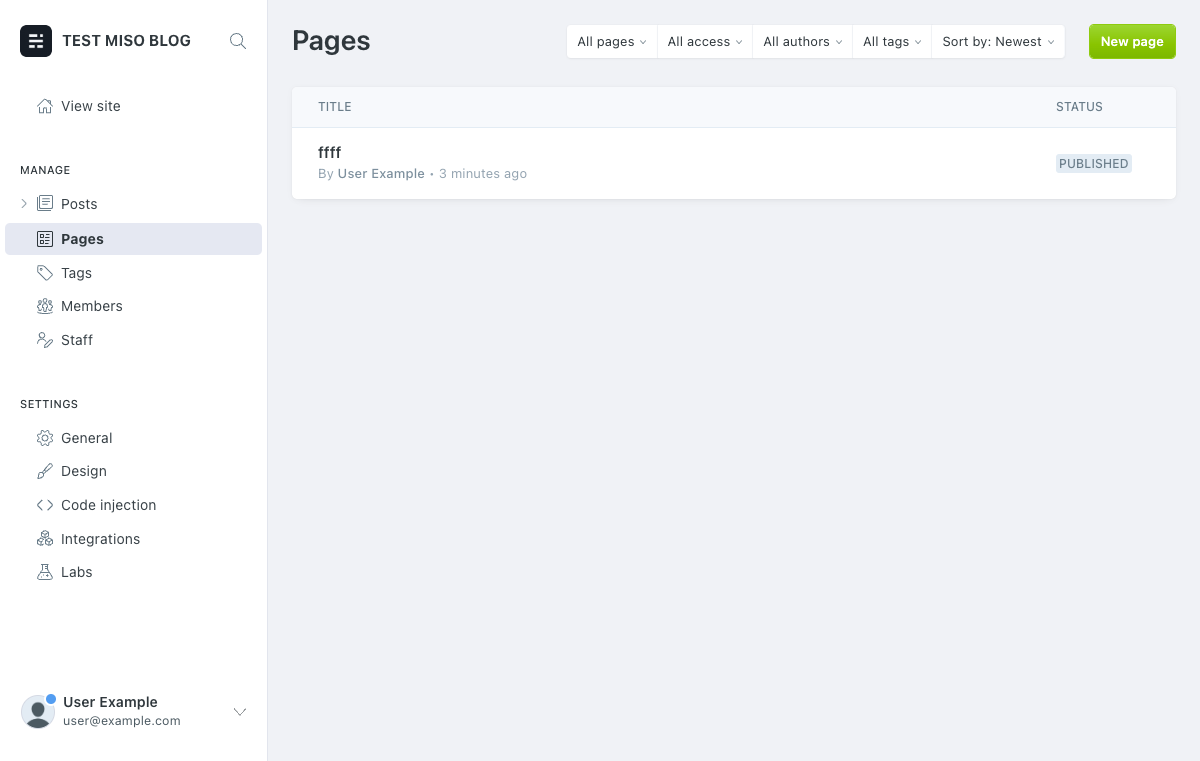 TEST MISO BLOG
View site
MANAGE
Posts
Pages
Tags
Members
Staff
SETTINGS
General
Design
Code injection
Integrations
Labs
User Example
user@example.com
Pages
All pages
All access
All authors
All tags
Sort by: Newest
New page
TITLE
STATUS
ffff
By User Example • 3 minutes ago
PUBLISHED